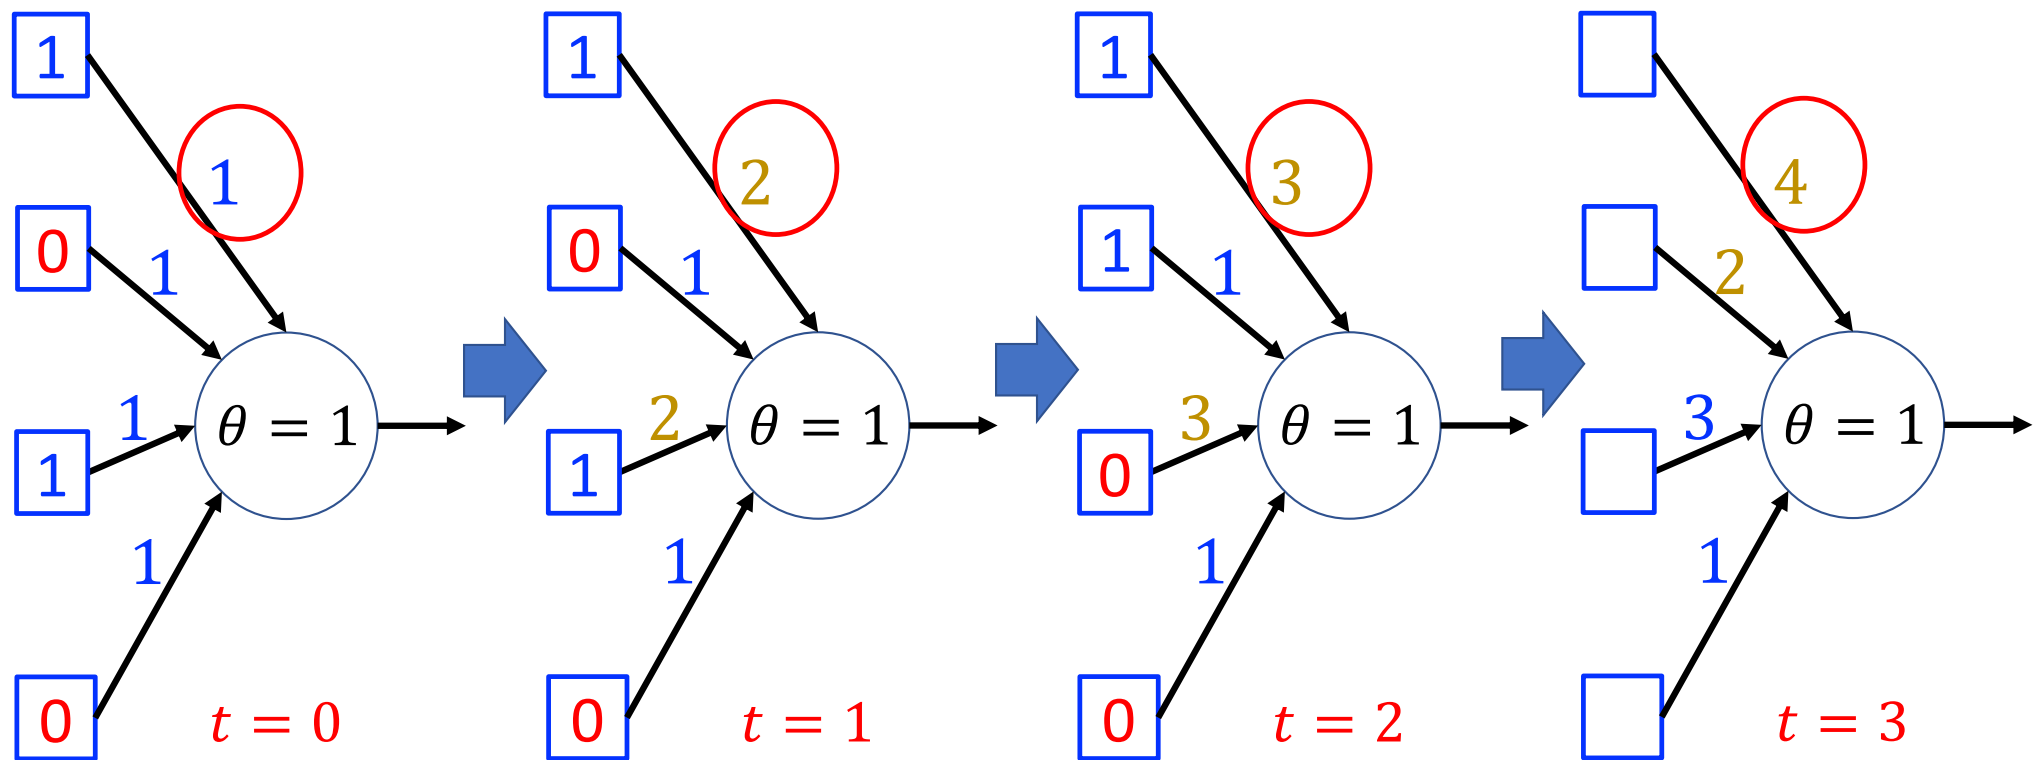 1 1 1
1 2 3 4
0 0 1
1 1 1 2
1 2 3 3
θ = 1 θ = 1 θ = 1 θ = 1
1 1 0
1 1 1 1
0 0 0
t = 0 t = 1 t = 2 t = 3